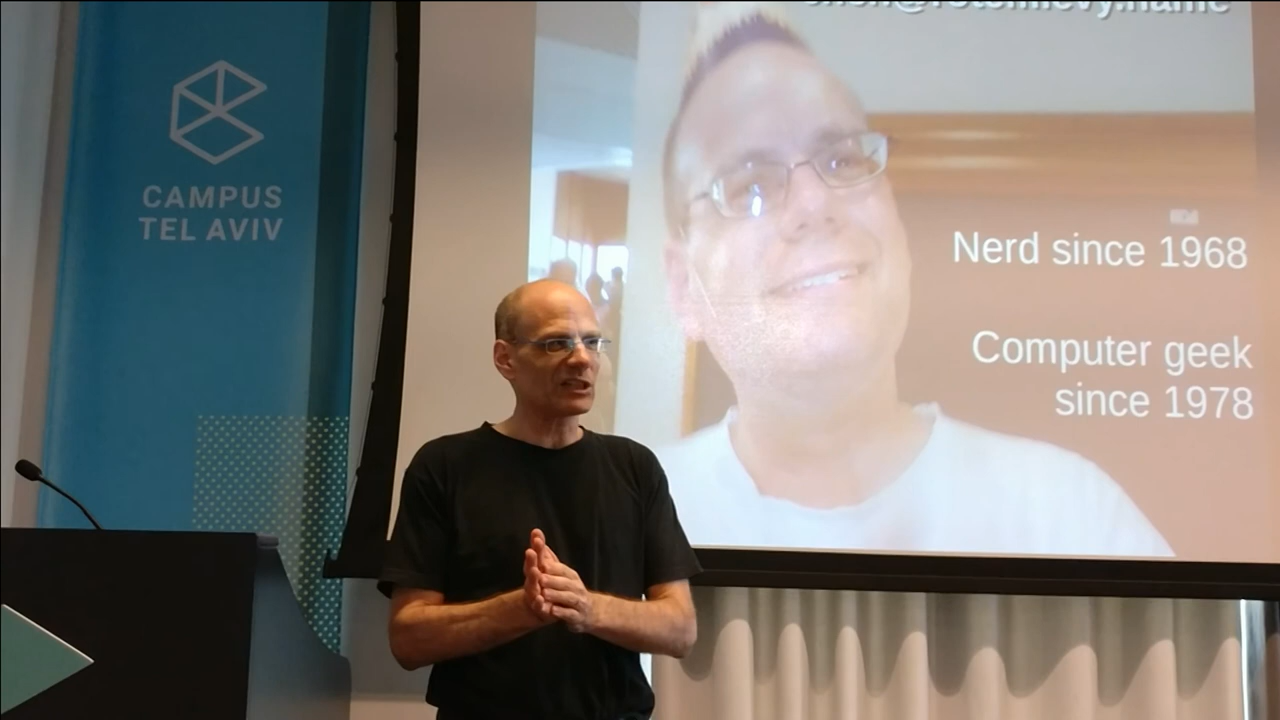 CAMPUS
TEL AVIV
Nerd since 1968
Computer geek
since 1978